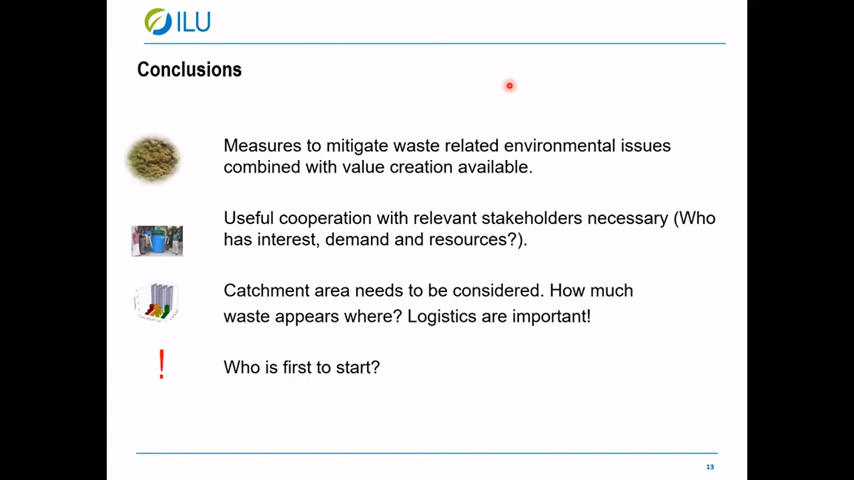 ILU
Conclusions
Measures to mitigate waste related environmental issues
combined with value creation available.
Useful cooperation with relevant stakeholders necessary (Who
has interest, demand and resources?).
Catchment area needs to be considered. How much
waste appears where? Logistics are important!
!
Who is first to start?
13